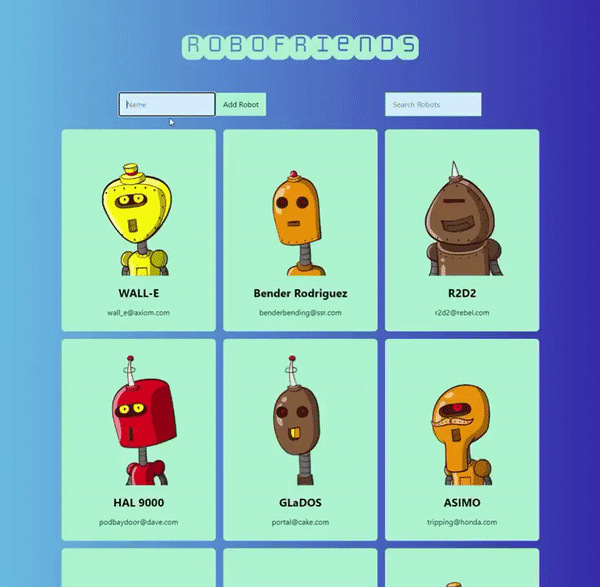 ROBOFRIENDS
Name
Add Robot
Search Robots
WALL-E
wall_e@axiom.com
Bender Rodriguez
benderbending@ssr.com
R2D2
r2d2@rebel.com
HAL 9000
podbaydoor@dave.com
GLaDOS
portal@cake.com
ASIMO
tripping@honda.com